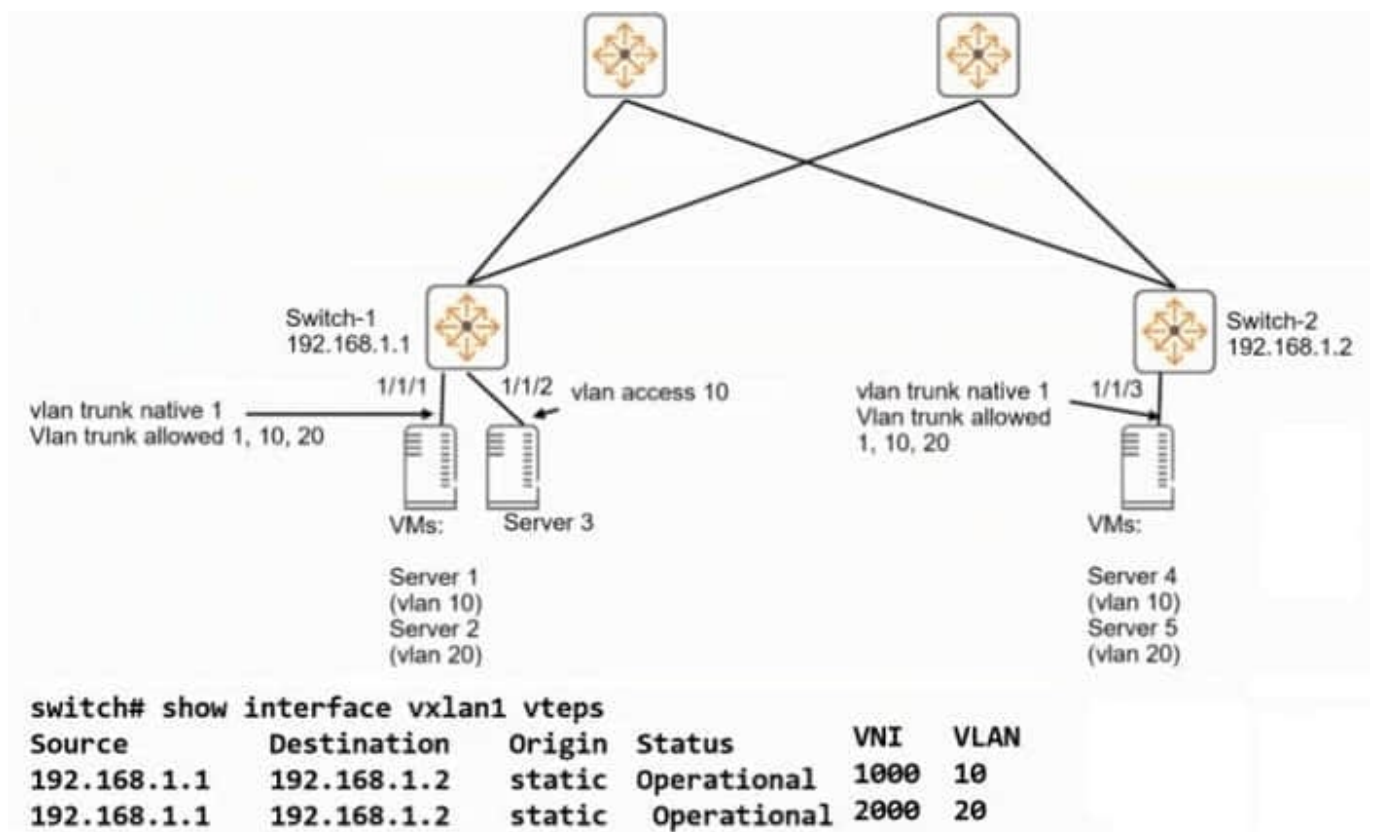 Switch-1
192.168.1.1
Switch-2
192.168.1.2
1/1/1
1/1/2
vlan access 10
vlan trunk native 1
Vlan trunk allowed 1, 10, 20
vlan trunk native 1
Vlan trunk allowed
1, 10, 20
1/1/3
VMs:
Server 3
Server 1
(vlan 10)
Server 2
(vlan 20)
VMs:
Server 4
(vlan 10)
Server 5
(vlan 20)
switch# show interface vxlan1 vteps
Source Destination Origin Status VNI VLAN
192.168.1.1 192.168.1.2 static Operational 1000 10
192.168.1.1 192.168.1.2 static Operational 2000 20